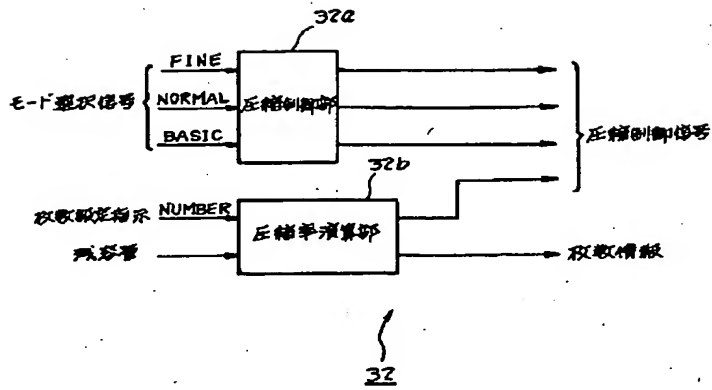 32a
FINE
モード選択信号
NORMAL
圧縮制御部
BASIC
圧縮制御信号
32b
枚数設定指示 NUMBER
圧縮率演算部
残容量
枚数情報
32